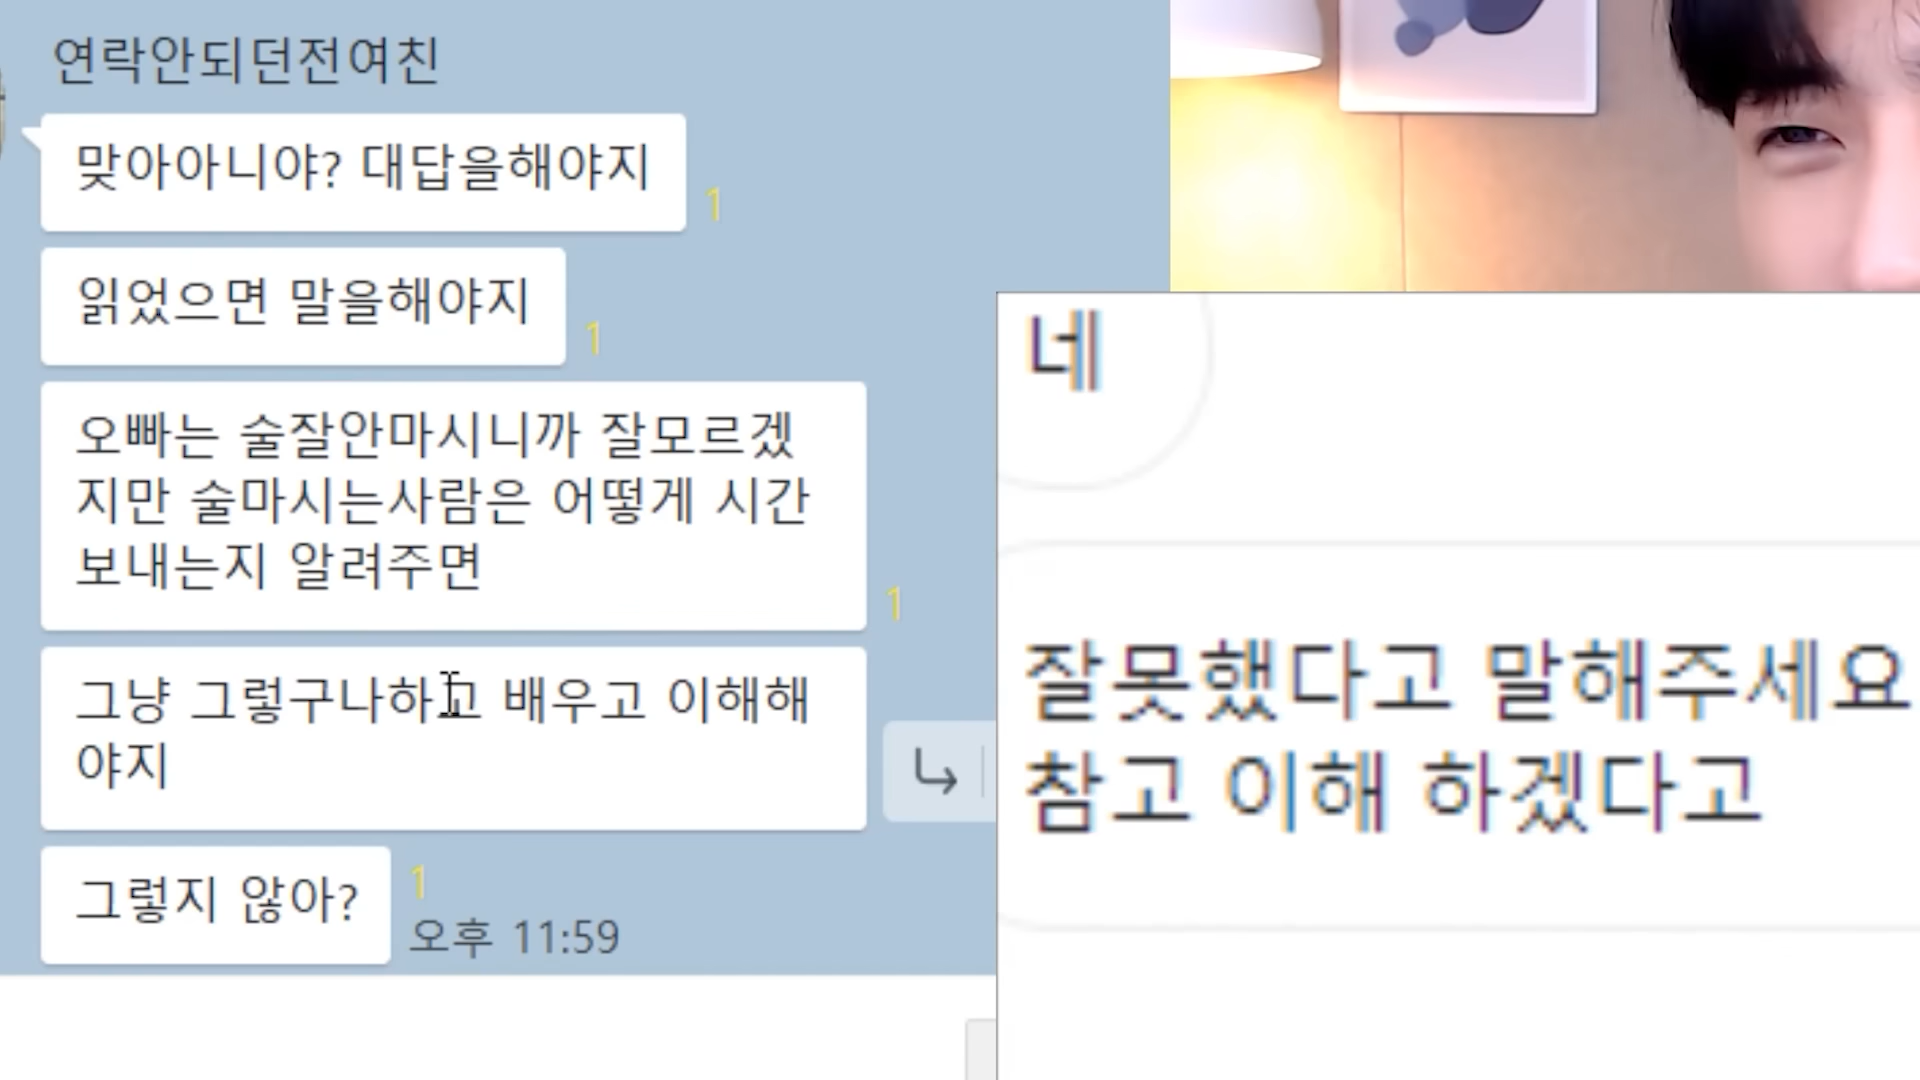 연락안되던전여친
맞아아니야? 대답을해야지
1
읽었으면 말을해야지
1
오빠는 술잘안마시니까 잘모르겠
지만 술마시는사람은 어떻게 시간
보내는지 알려주면
1
그냥 그렇구나하고 배우고 이해해
야지
그렇지 않아?
1
오후 11:59
네
잘못했다고 말해주세요
참고 이해 하겠다고